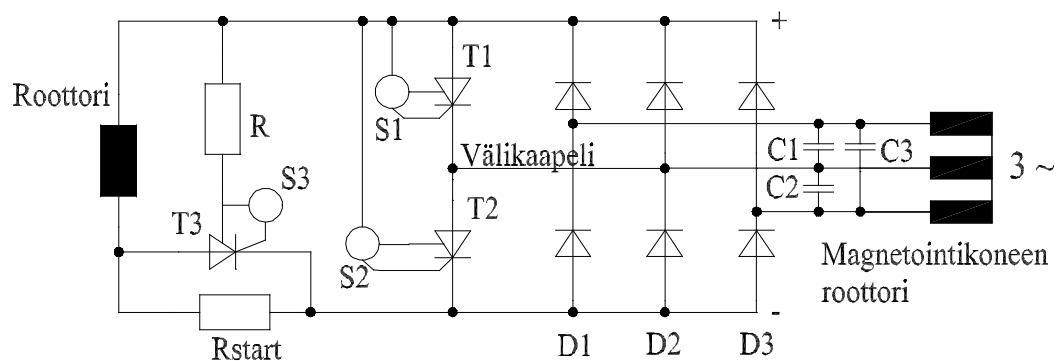 +
T1
Roottori
S1
R
Välikaapeli
C1
C3
3 ~
S3
C2
T3
T2
S2
Magnetointikoneen
roottori
-
Rstart
D1
D2
D3